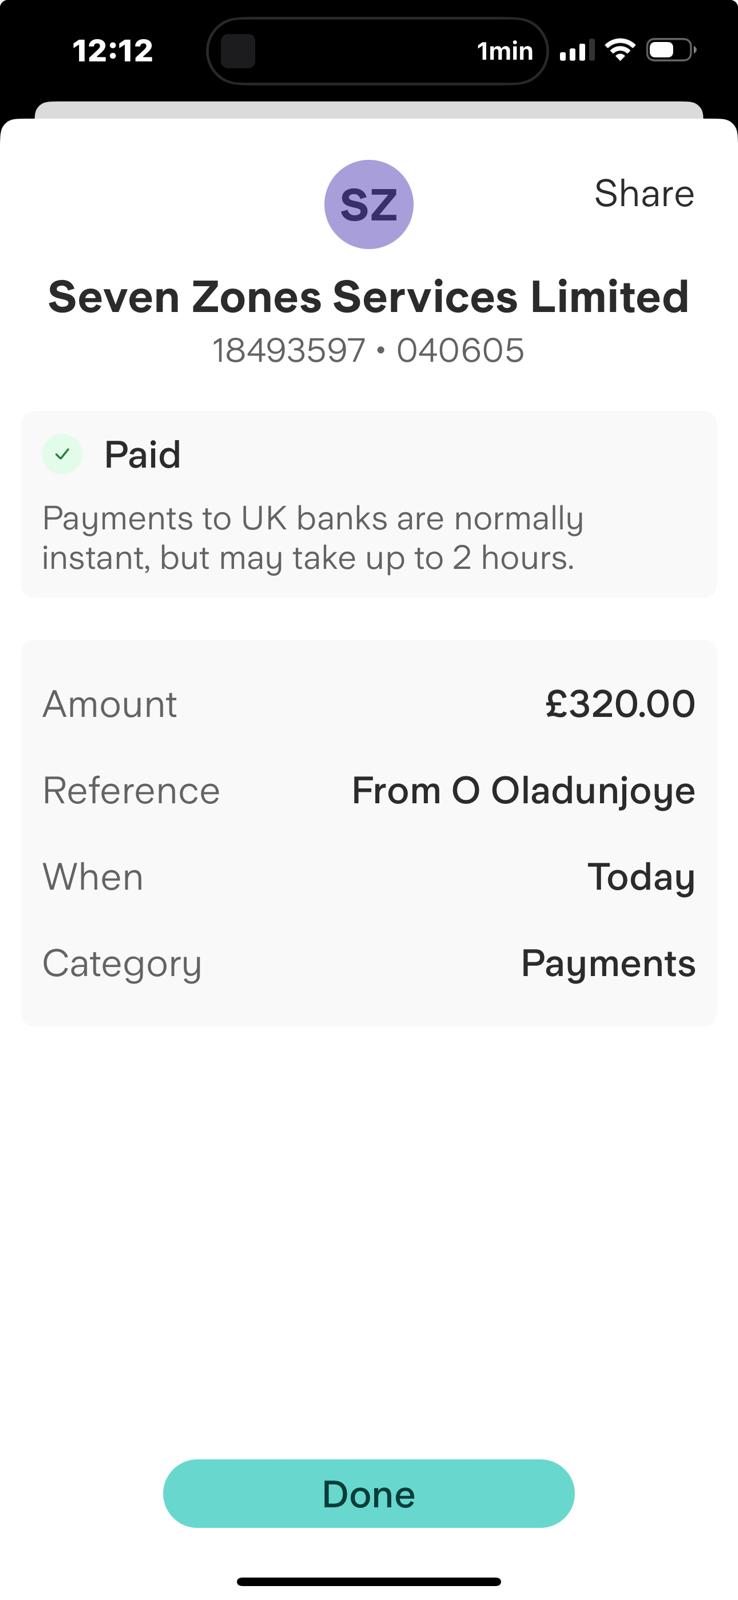 12:12
1min
SZ
Share
Seven Zones Services Limited
18493597 • 040605
Paid
Payments to UK banks are normally
instant, but may take up to 2 hours.
Amount £320.00
Reference From O Oladunjoye
When Today
Category Payments
Done